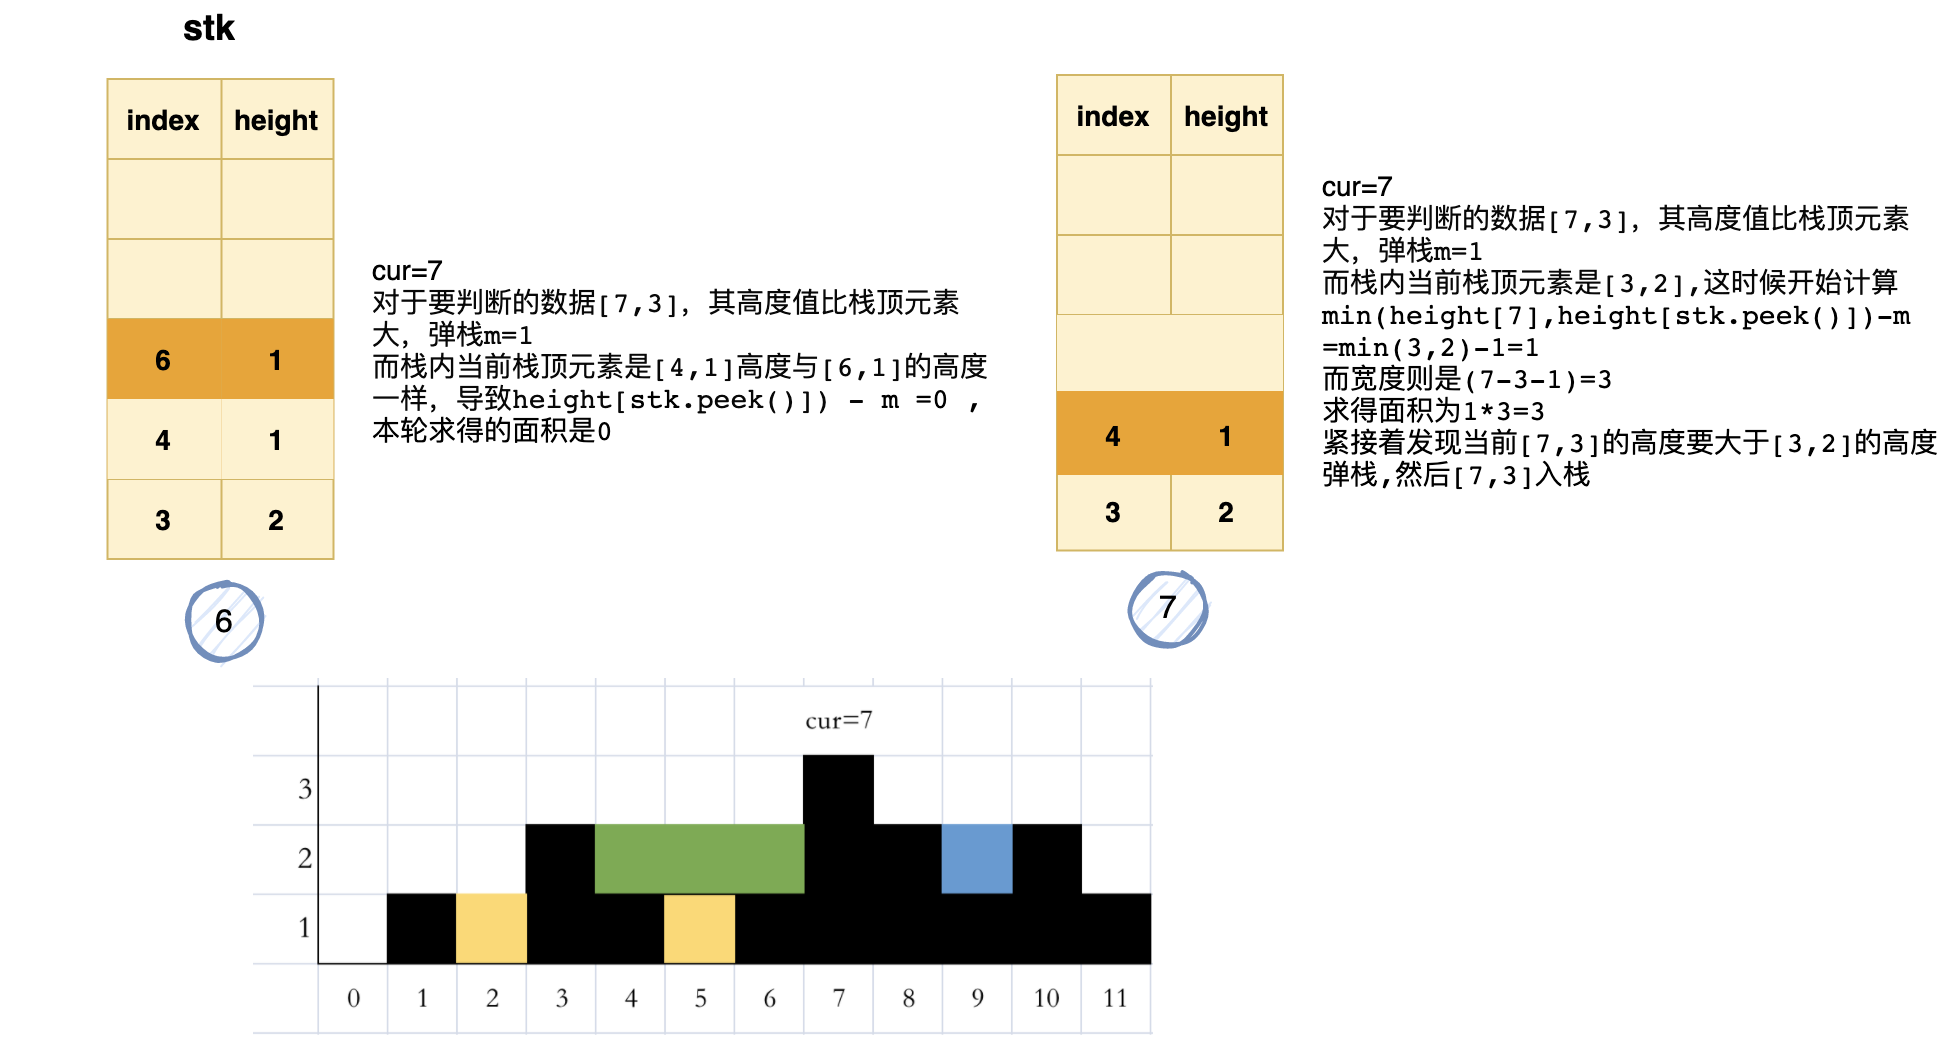 stk
index height
6 1
4 1
3 2
cur=7
对于要判断的数据[7,3]，其高度值比栈顶元素
大，弹栈m=1
而栈内当前栈顶元素是[4,1]高度与[6,1]的高度
一样，导致height[stk.peek()]) - m =0 ，
本轮求得的面积是0
6
index height
4 1
3 2
cur=7
对于要判断的数据[7,3]，其高度值比栈顶元素
大，弹栈m=1
而栈内当前栈顶元素是[3,2],这时候开始计算
min(height[7],height[stk.peek()])-m
=min(3,2)-1=1
而宽度则是(7-3-1)=3
求得面积为1*3=3
紧接着发现当前[7,3]的高度要大于[3,2]的高度
弹栈,然后[7,3]入栈
7
cur=7
3
2
1
0 1 2 3 4 5 6 7 8 9 10 11